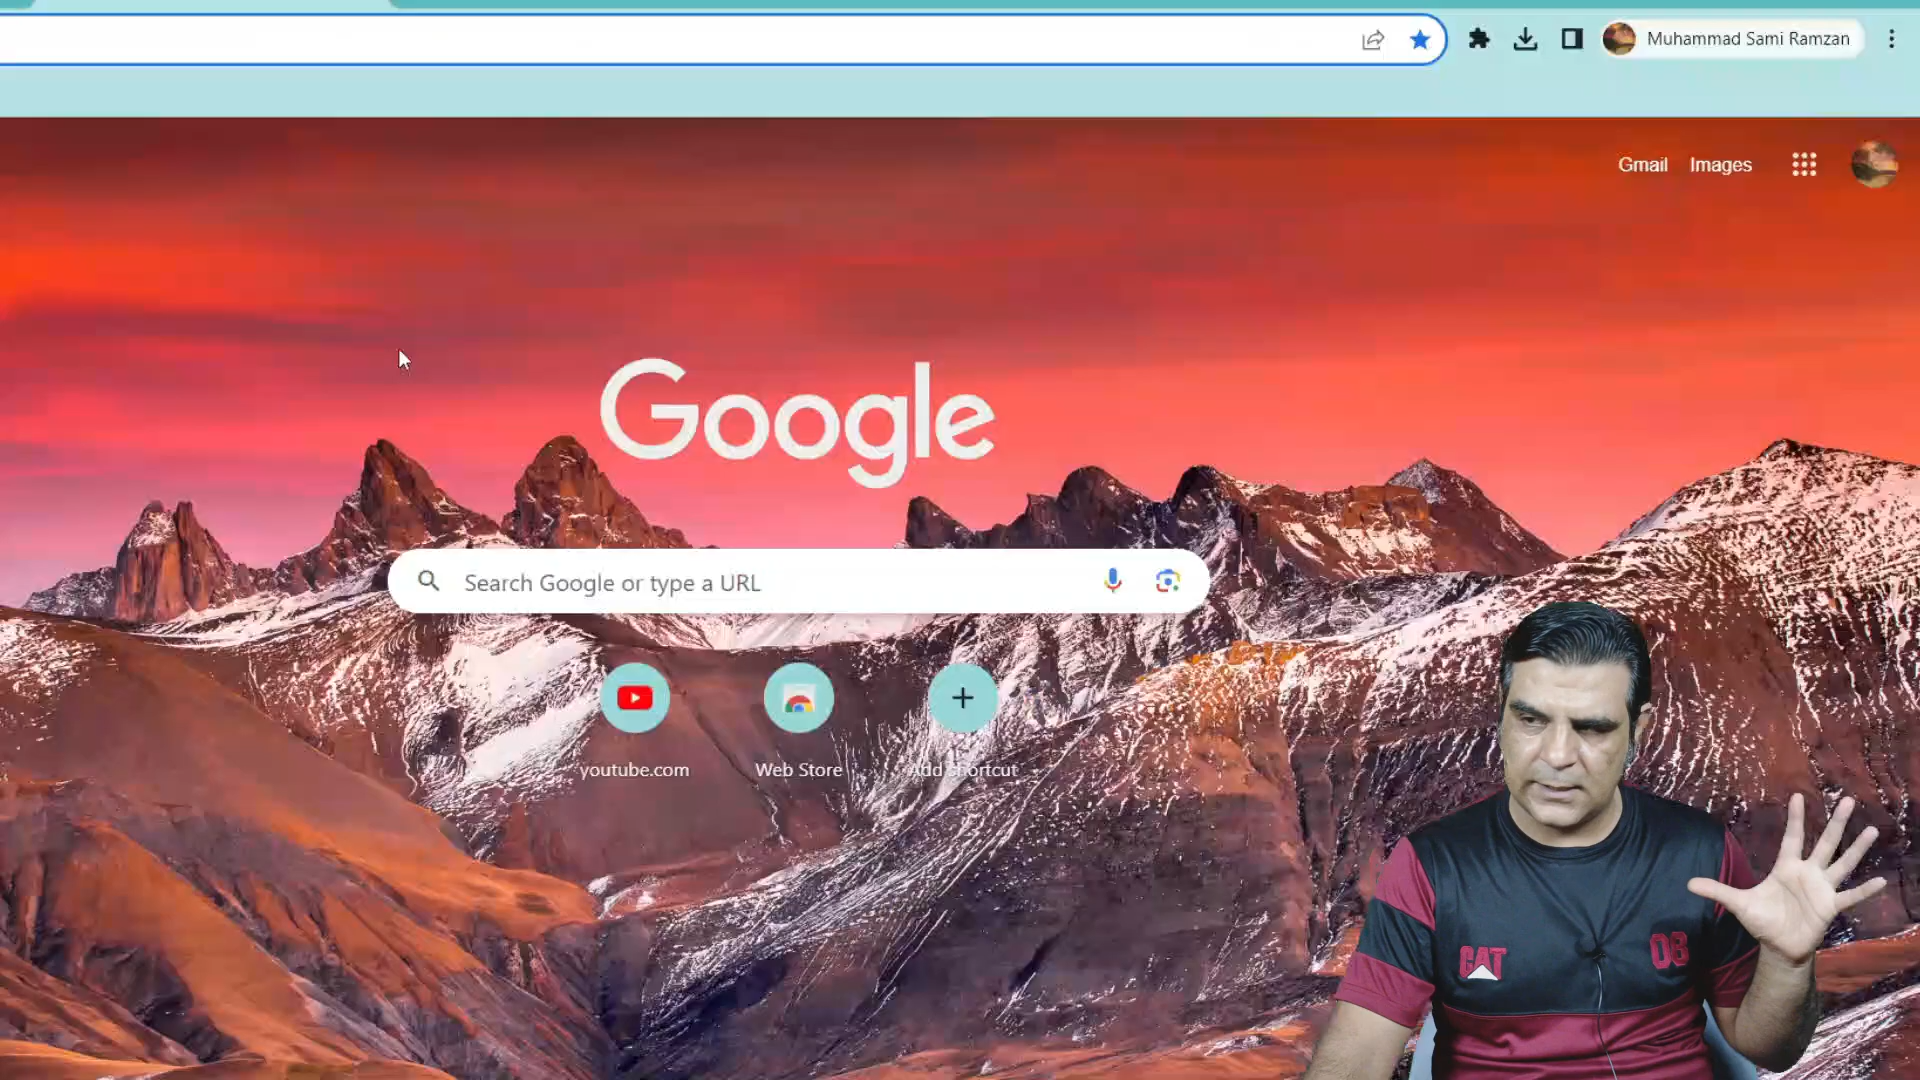 Muhammad Sami Ramzan
Gmail Images
Google
Search Google or type a URL
youtube.com Web Store Add shortcut
CAT 08